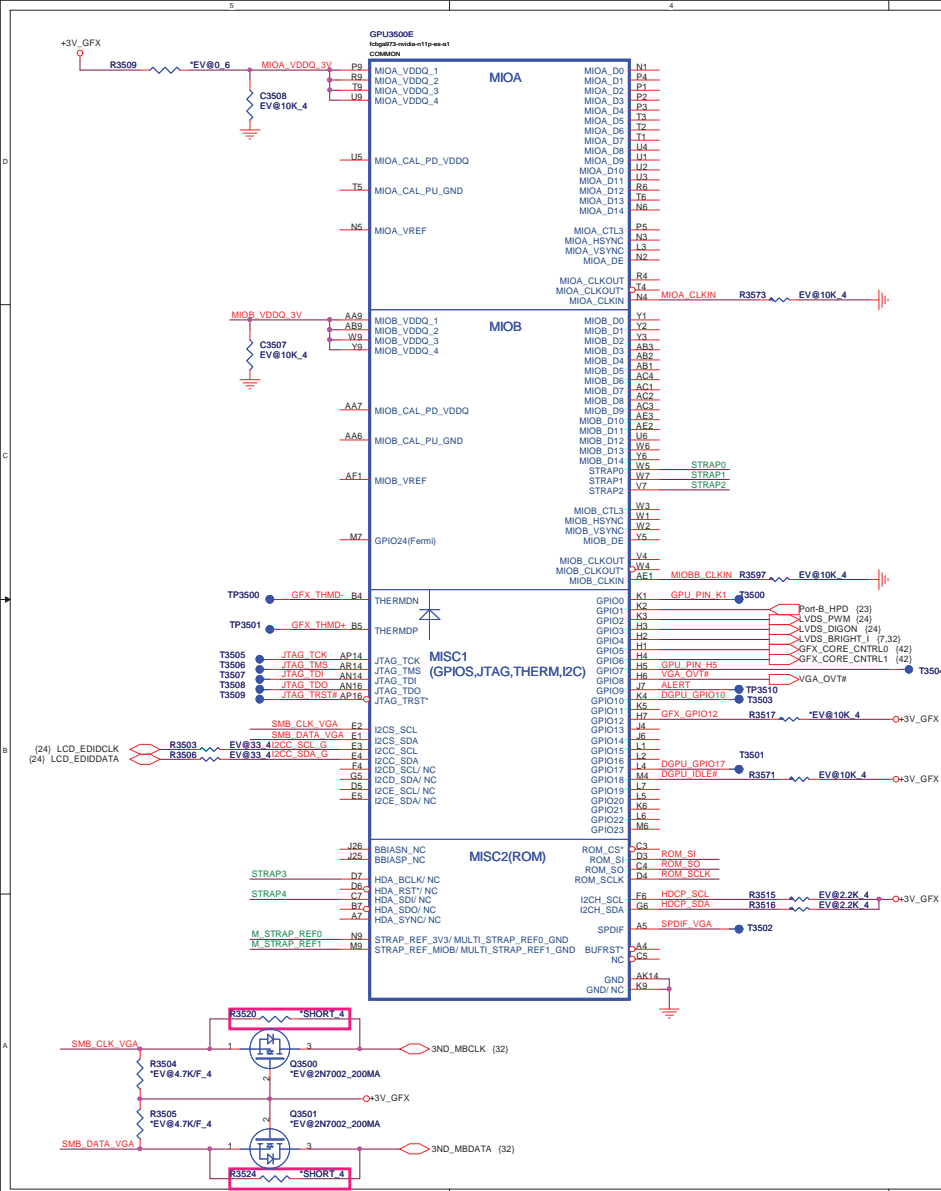 5 4
GPU3500E
fcbga973-nvidia-n11p-es-a1
COMMON
+3V_GFX
R3509 *EV@0_6 MIOA_VDDQ_3V
C3508
EV@10K_4
MIOA
P9 MIOA_VDDQ_1
R9 MIOA_VDDQ_2
T9 MIOA_VDDQ_3
U9 MIOA_VDDQ_4
U5 MIOA_CAL_PD_VDDQ
T5 MIOA_CAL_PU_GND
N5 MIOA_VREF
MIOA_D0 N1
MIOA_D1 P4
MIOA_D2 P1
MIOA_D3 P2
MIOA_D4 P3
MIOA_D5 T3
MIOA_D6 T2
MIOA_D7 T1
MIOA_D8 U4
MIOA_D9 U1
MIOA_D10 U2
MIOA_D11 U3
MIOA_D12 R6
MIOA_D13 T6
MIOA_D14 N6
MIOA_CTL3 P5
MIOA_HSYNC N3
MIOA_VSYNC L3
MIOA_DE N2
MIOA_CLKOUT R4
MIOA_CLKOUT* T4
MIOA_CLKIN N4 MIOA_CLKIN R3573 EV@10K_4
D
MIOB
MIOB_VDDQ_3V
C3507
EV@10K_4
AA9 MIOB_VDDQ_1
AB9 MIOB_VDDQ_2
W9 MIOB_VDDQ_3
Y9 MIOB_VDDQ_4
AA7 MIOB_CAL_PD_VDDQ
AA6 MIOB_CAL_PU_GND
AF1 MIOB_VREF
M7 GPIO24(Fermi)
MIOB_D0 Y1
MIOB_D1 Y2
MIOB_D2 Y3
MIOB_D3 AB3
MIOB_D4 AB2
MIOB_D5 AB1
MIOB_D6 AC4
MIOB_D7 AC1
MIOB_D8 AC2
MIOB_D9 AC3
MIOB_D10 AE3
MIOB_D11 AE2
MIOB_D12 U6
MIOB_D13 W6
MIOB_D14 Y6
STRAP0 W5 STRAP0
STRAP1 W7 STRAP1
STRAP2 V7 STRAP2
MIOB_CTL3 W3
MIOB_HSYNC W1
MIOB_VSYNC W2
MIOB_DE Y5
MIOB_CLKOUT V4
MIOB_CLKOUT* W4
MIOB_CLKIN AE1 MIOBB_CLKIN R3597 EV@10K_4
C
MISC1
(GPIOS,JTAG,THERM,I2C)
TP3500 GFX_THMD- B4 THERMDN
TP3501 GFX_THMD+ B5 THERMDP
T3505 JTAG_TCK AP14 JTAG_TCK
T3506 JTAG_TMS AR14 JTAG_TMS
T3507 JTAG_TDI AN14 JTAG_TDI
T3508 JTAG_TDO AN16 JTAG_TDO
T3509 JTAG_TRST# AP16 JTAG_TRST*
SMB_CLK_VGA E2 I2CS_SCL
SMB_DATA_VGA E1 I2CS_SDA
{24} LCD_EDIDCLK R3503 EV@33_4 I2CC_SCL_G E3 I2CC_SCL
{24} LCD_EDIDDATA R3506 EV@33_4 I2CC_SDA_G E4 I2CC_SDA
F4 I2CD_SCL/ NC
G5 I2CD_SDA/ NC
D5 I2CE_SCL/ NC
E5 I2CE_SDA/ NC
GPIO0 K1 GPU_PIN_K1 T3500
GPIO1 K2 Port-B_HPD {23}
GPIO2 K3 LVDS_PWM {24}
GPIO3 H3 LVDS_DIGON {24}
GPIO4 H2 LVDS_BRIGHT_I {7,32}
GPIO5 H1 GFX_CORE_CNTRL0 {42}
GPIO6 H4 GFX_CORE_CNTRL1 {42}
GPIO7 H5 GPU_PIN_H5 T3504
GPIO8 H6 VGA_OVT# VGA_OVT#
GPIO9 J7 ALERT TP3510
GPIO10 K4 DGPU_GPIO10 T3503
GPIO11 K5
GPIO12 H7 GFX_GPIO12 R3517 *EV@10K_4 +3V_GFX
GPIO13 J4
GPIO14 J6
GPIO15 L1
GPIO16 L2
GPIO17 L4 DGPU_GPIO17 T3501
GPIO18 M4 DGPU_IDLE# R3571 EV@10K_4 +3V_GFX
GPIO19 L7
GPIO20 L5
GPIO21 K6
GPIO22 L6
GPIO23 M6
B
MISC2(ROM)
J26 BBIASN_NC
J25 BBIASP_NC
STRAP3 D7 HDA_BCLK/ NC
D6 HDA_RST*/ NC
STRAP4 C7 HDA_SDI/ NC
B7 HDA_SDO/ NC
A7 HDA_SYNC/ NC
M_STRAP_REF0 N9 STRAP_REF_3V3/ MULTI_STRAP_REF0_GND
M_STRAP_REF1 M9 STRAP_REF_MIOB/ MULTI_STRAP_REF1_GND
ROM_CS* C3
ROM_SI D3 ROM_SI
ROM_SO C4 ROM_SO
ROM_SCLK D4 ROM_SCLK
I2CH_SCL F6 HDCP_SCL R3515 EV@2.2K_4 +3V_GFX
I2CH_SDA G6 HDCP_SDA R3516 EV@2.2K_4
SPDIF A5 SPDIF_VGA T3502
BUFRST* A4
NC C5
GND AK14
GND/ NC K9
A
R3520 *SHORT_4
SMB_CLK_VGA 1 3 3ND_MBCLK {32}
2
Q3500
*EV@2N7002_200MA
R3504
*EV@4.7K/F_4
+3V_GFX
R3505
*EV@4.7K/F_4
Q3501
*EV@2N7002_200MA
2
SMB_DATA_VGA 1 3 3ND_MBDATA {32}
R3524 *SHORT_4